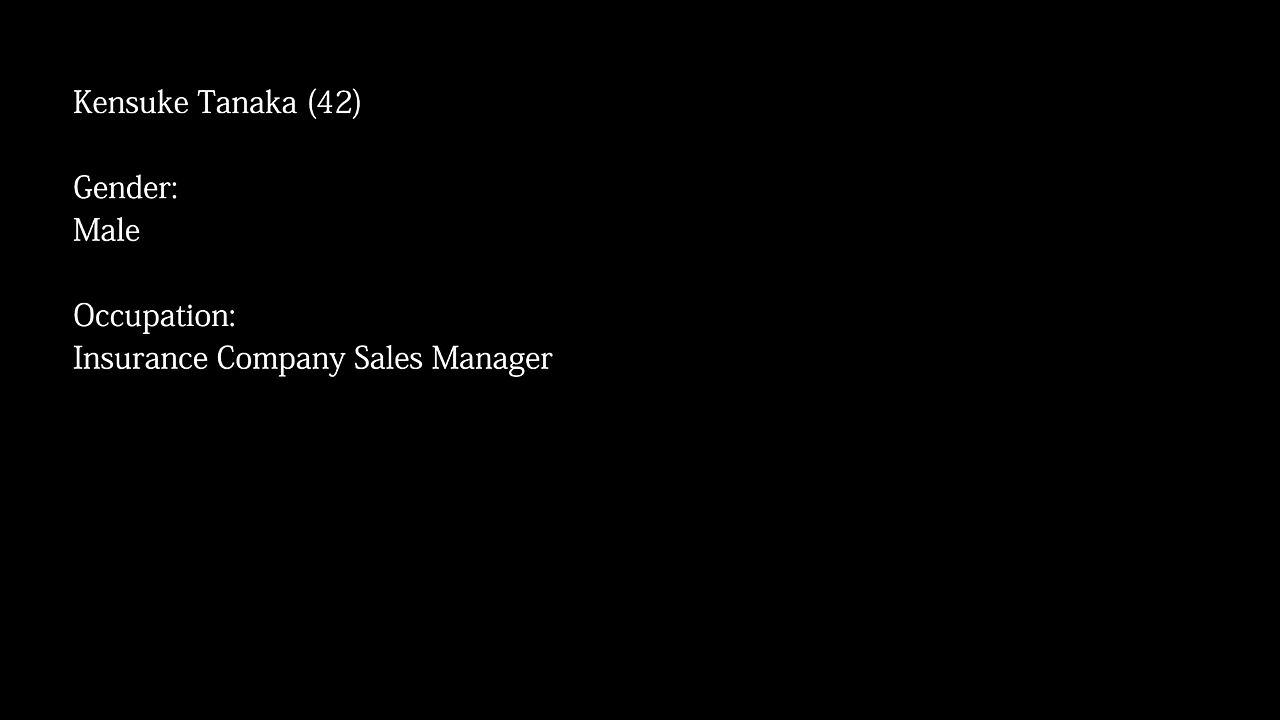 Kensuke Tanaka (42)
Gender:
Male
Occupation:
Insurance Company Sales Manager